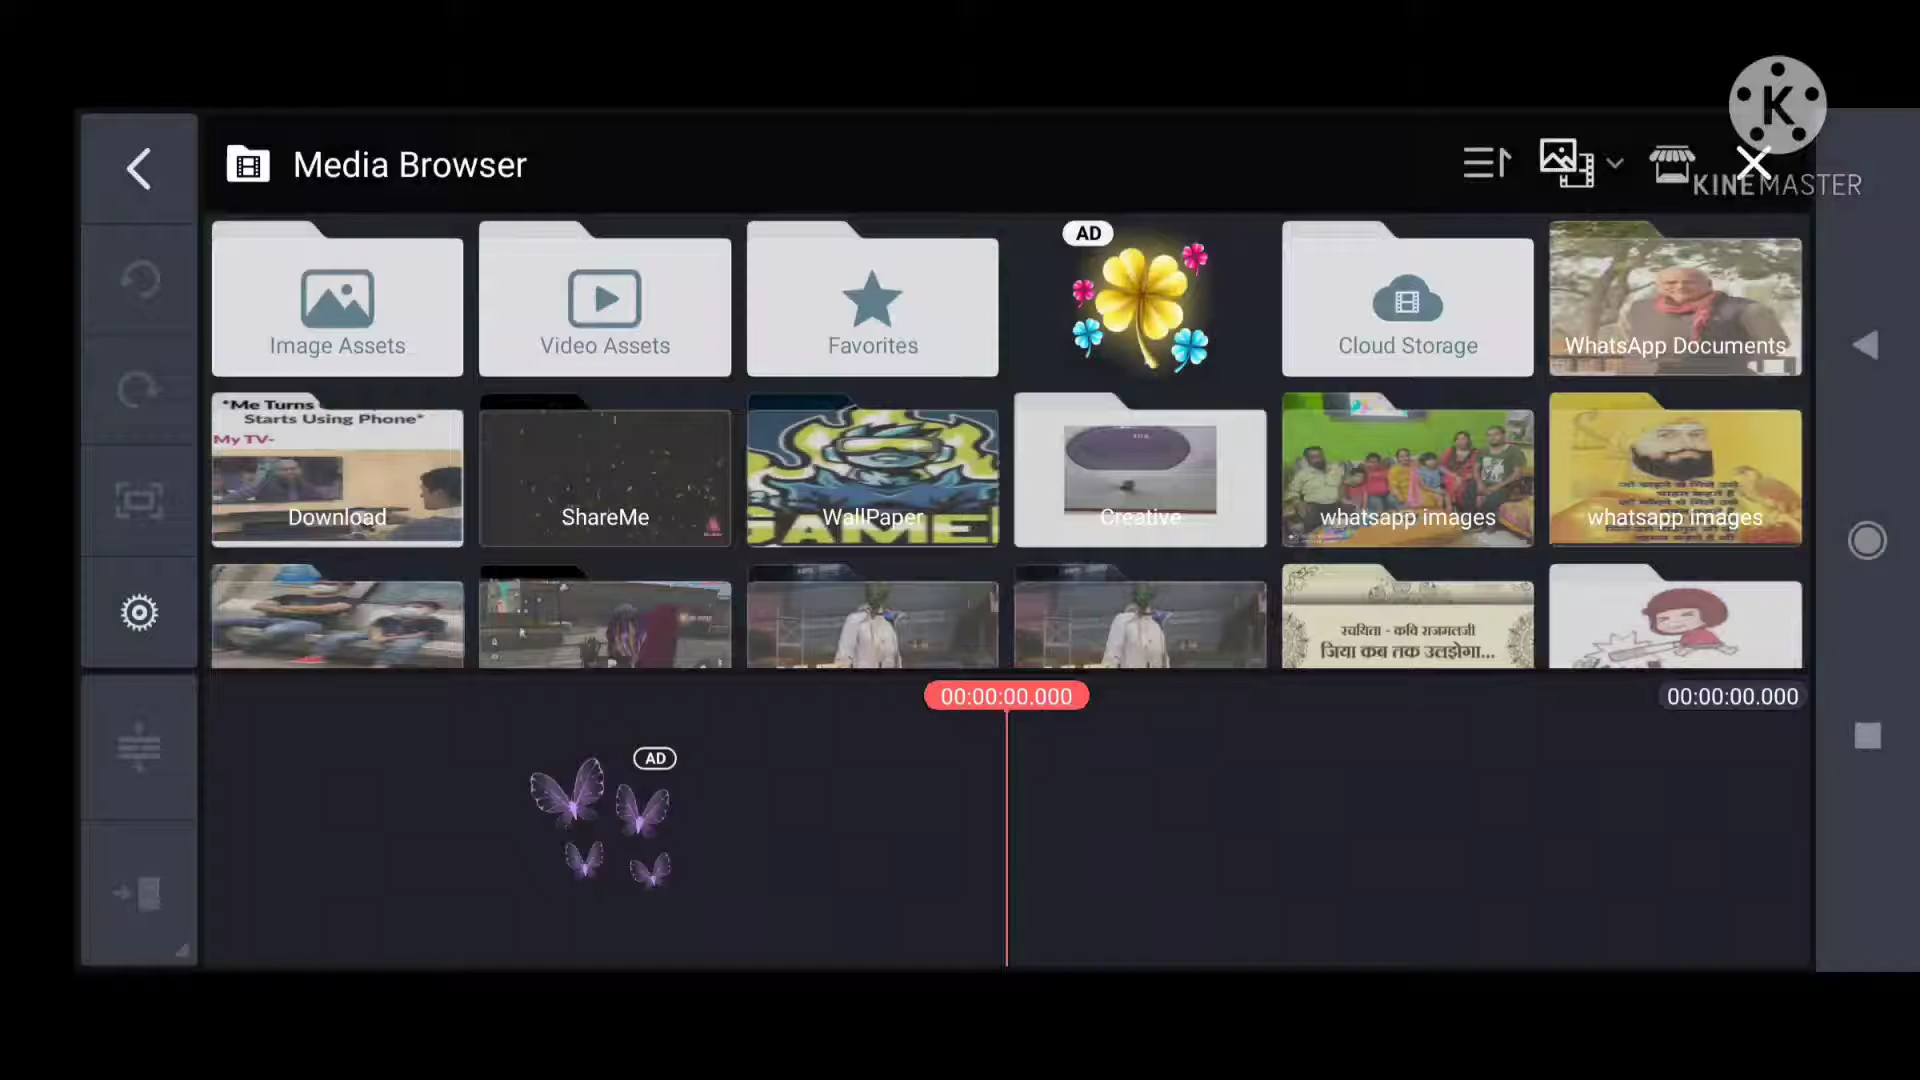 K
Media Browser
KINEMASTER
AD
Image Assets
Video Assets
Favorites
Cloud Storage
WhatsApp Documents
*Me Turns
Starts Using Phone*
My TV-
Download
ShareMe
GAME
WallPaper
Creative
whatsapp images
whatsapp images
रचयिता - कवि राजमलजी
जिया कब तक उलझेगा...
00:00:00.000
00:00:00.000
AD